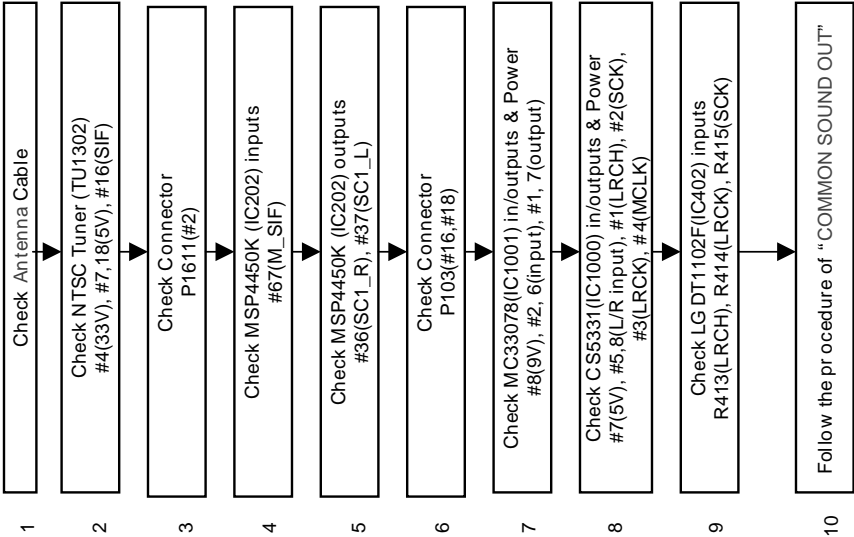 1
Check Antenna Cable
2
Check NTSC Tuner (TU1302)
#4(33V), #7,18(5V), #16(SIF)
3
Check Connector
P1611(#2)
4
Check MSP4450K (IC202) inputs
#67(M_SIF)
5
Check MSP4450K (IC202) outputs
#36(SC1_R), #37(SC1_L)
6
Check Connector
P103(#16,#18)
7
Check MC33078(IC1001) in/outputs & Power
#8(9V), #2, 6(input), #1, 7(output)
8
Check CS5331(IC1000) in/outputs & Power
#7(5V), #5,8(L/R input), #1(LRCH), #2(SCK),
#3(LRCK), #4(MCLK)
9
Check LG DT1102F(IC402) inputs
R413(LRCH), R414(LRCK), R415(SCK)
10
Follow the procedure of “COMMON SOUND OUT”